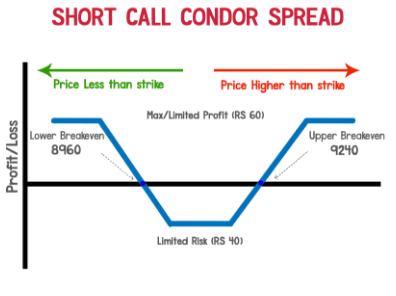 SHORT CALL CONDOR SPREAD
Price Less than strike
Price Higher than strike
Max/Limited Profit (RS 60)
Lower Breakeven
8960
Upper Breakeven
9240
Profit/Loss
Limited Risk (RS 40)